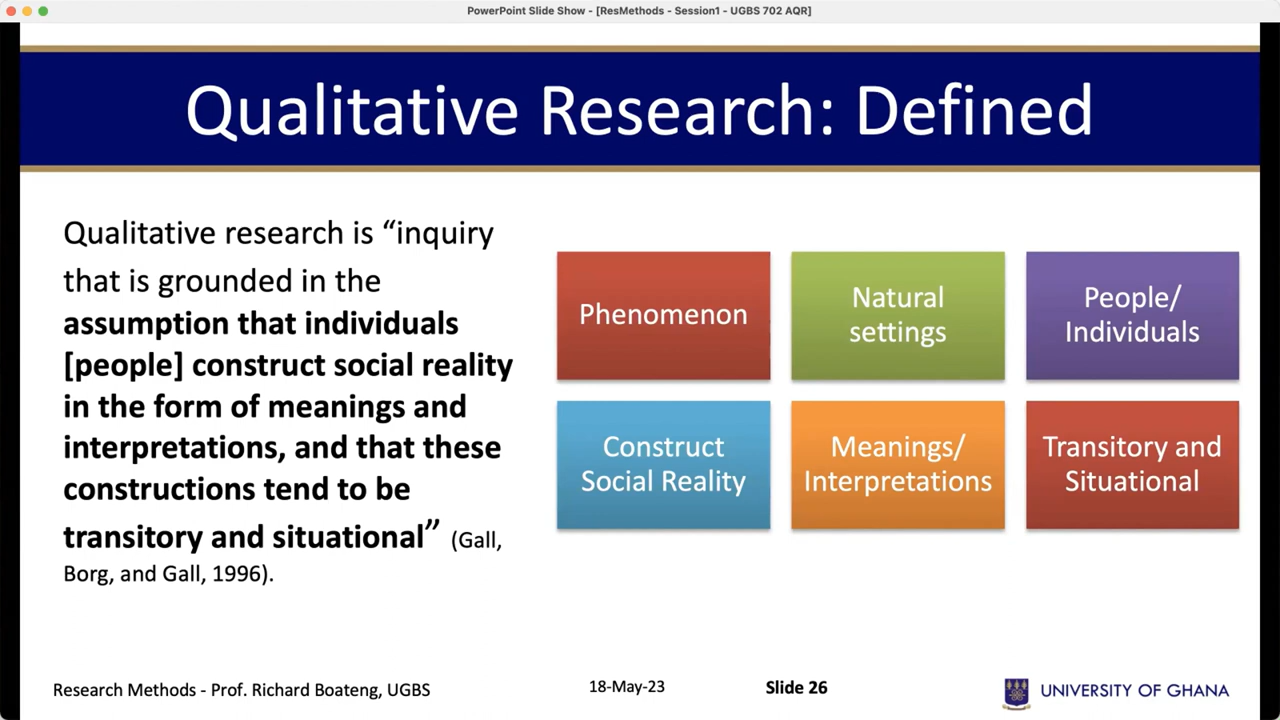 PowerPoint Slide Show - [ResMethods - Session1 - UGBS 702 AQR]
Qualitative Research: Defined
Qualitative research is “inquiry
that is grounded in the
assumption that individuals
[people] construct social reality
in the form of meanings and
interpretations, and that these
constructions tend to be
transitory and situational” (Gall,
Borg, and Gall, 1996).
Phenomenon
Natural
settings
People/
Individuals
Construct
Social Reality
Meanings/
Interpretations
Transitory and
Situational
Research Methods - Prof. Richard Boateng, UGBS
18-May-23
Slide 26
UNIVERSITY OF GHANA